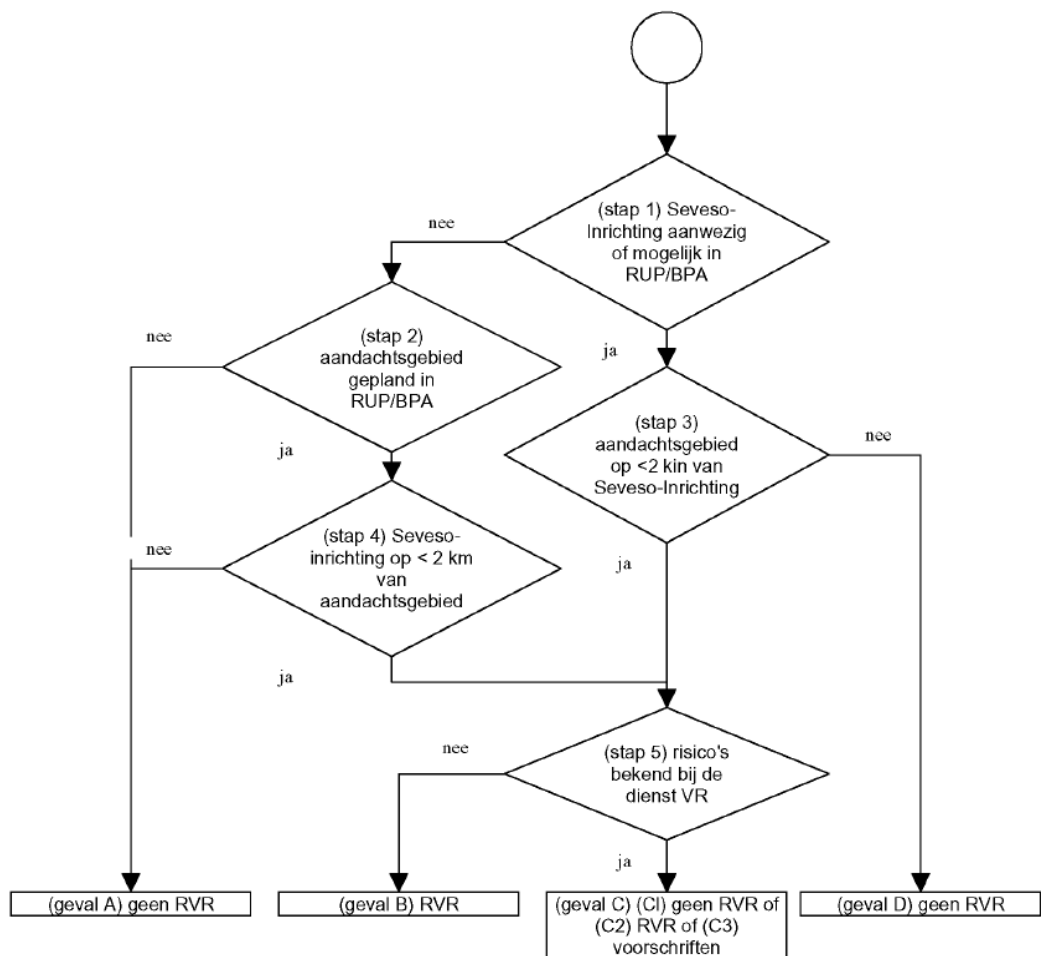 (stap 1) Seveso-
Inrichting aanwezig
of mogelijk in
RUP/BPA
nee
ja
(stap 2)
aandachtsgebied
gepland in
RUP/BPA
nee
ja
(stap 3)
aandachtsgebied
op <2 kin van
Seveso-Inrichting
nee
ja
(stap 4) Seveso-
inrichting op < 2 km
van
aandachtsgebied
nee
ja
(stap 5) risico's
bekend bij de
dienst VR
nee
ja
(geval A) geen RVR
(geval B) RVR
(geval C) (Cl) geen RVR of
(C2) RVR of (C3)
voorschriften
(geval D) geen RVR